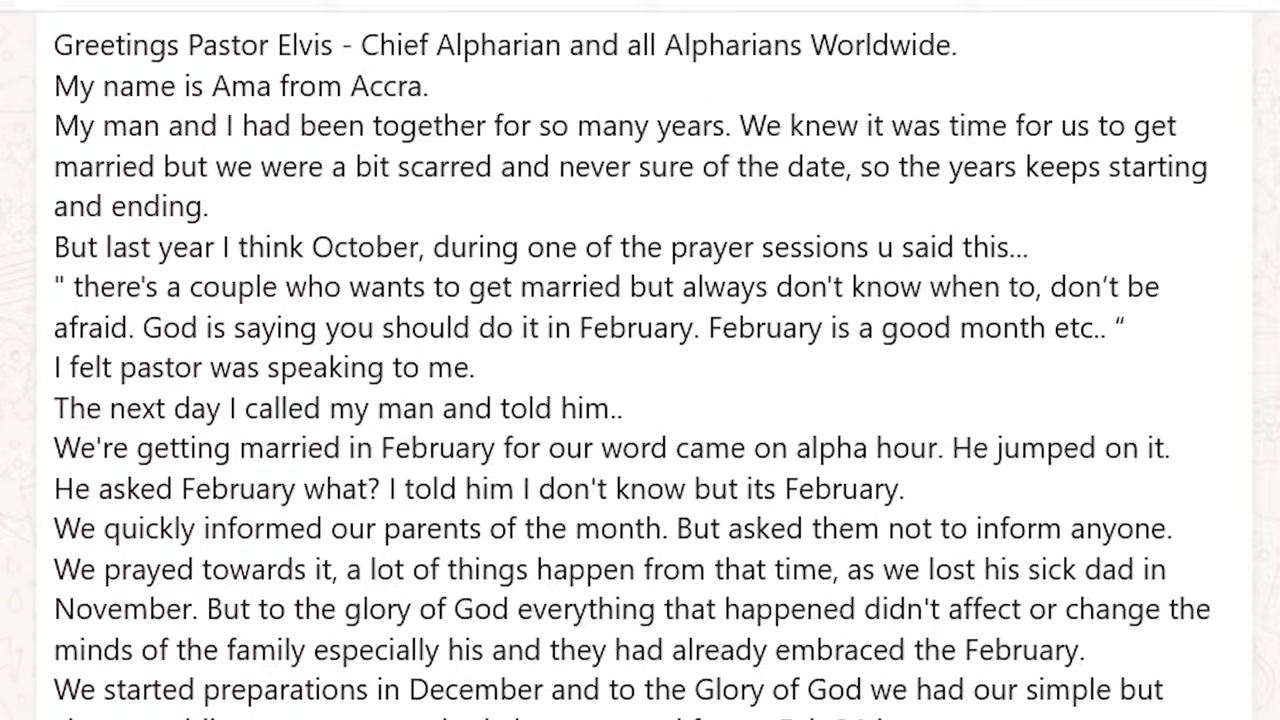 Greetings Pastor Elvis - Chief Alpharian and all Alpharians Worldwide.
My name is Ama from Accra.
My man and I had been together for so many years. We knew it was time for us to get
married but we were a bit scarred and never sure of the date, so the years keeps starting
and ending.
But last year I think October, during one of the prayer sessions u said this...
" there's a couple who wants to get married but always don't know when to, don’t be
afraid. God is saying you should do it in February. February is a good month etc.. “
I felt pastor was speaking to me.
The next day I called my man and told him..
We're getting married in February for our word came on alpha hour. He jumped on it.
He asked February what? I told him I don't know but its February.
We quickly informed our parents of the month. But asked them not to inform anyone.
We prayed towards it, a lot of things happen from that time, as we lost his sick dad in
November. But to the glory of God everything that happened didn't affect or change the
minds of the family especially his and they had already embraced the February.
We started preparations in December and to the Glory of God we had our simple but